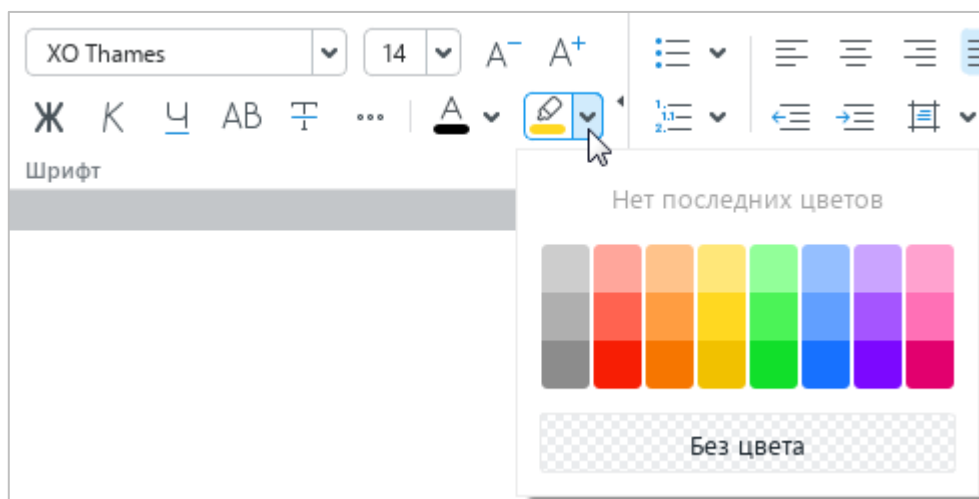 XO Thames 14 A⁻ A⁺
Ж К Ч АВ Т ... А
Шрифт
Нет последних цветов
Без цвета